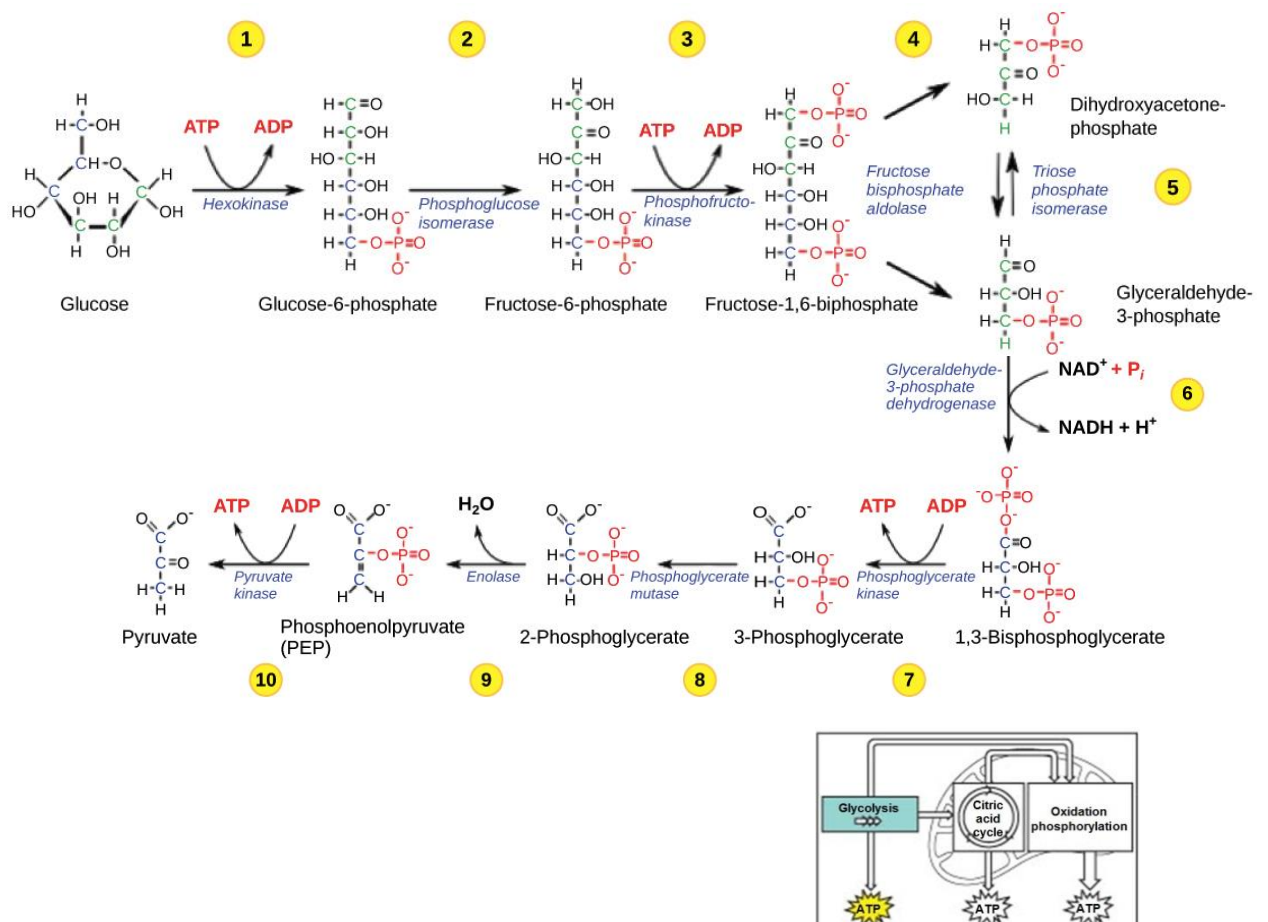 1
2
3
4
ATP
ADP
Hexokinase
Phosphoglucose
isomerase
ATP
ADP
Phosphofructo-
kinase
Fructose
bisphosphate
aldolase
Dihydroxyacetone-
phosphate
Triose
phosphate
isomerase
5
Glucose
Glucose-6-phosphate
Fructose-6-phosphate
Fructose-1,6-biphosphate
Glyceraldehyde-
3-phosphate
Glyceraldehyde-
3-phosphate
dehydrogenase
NAD⁺ + Pᵢ
6
NADH + H⁺
ATP
ADP
Pyruvate
kinase
H₂O
Enolase
Phosphoglycerate
mutase
ATP
ADP
Phosphoglycerate
kinase
Pyruvate
Phosphoenolpyruvate
(PEP)
2-Phosphoglycerate
3-Phosphoglycerate
1,3-Bisphosphoglycerate
10
9
8
7
Glycolysis
Citric
acid
cycle
Oxidation
phosphorylation
ATP
ATP
ATP